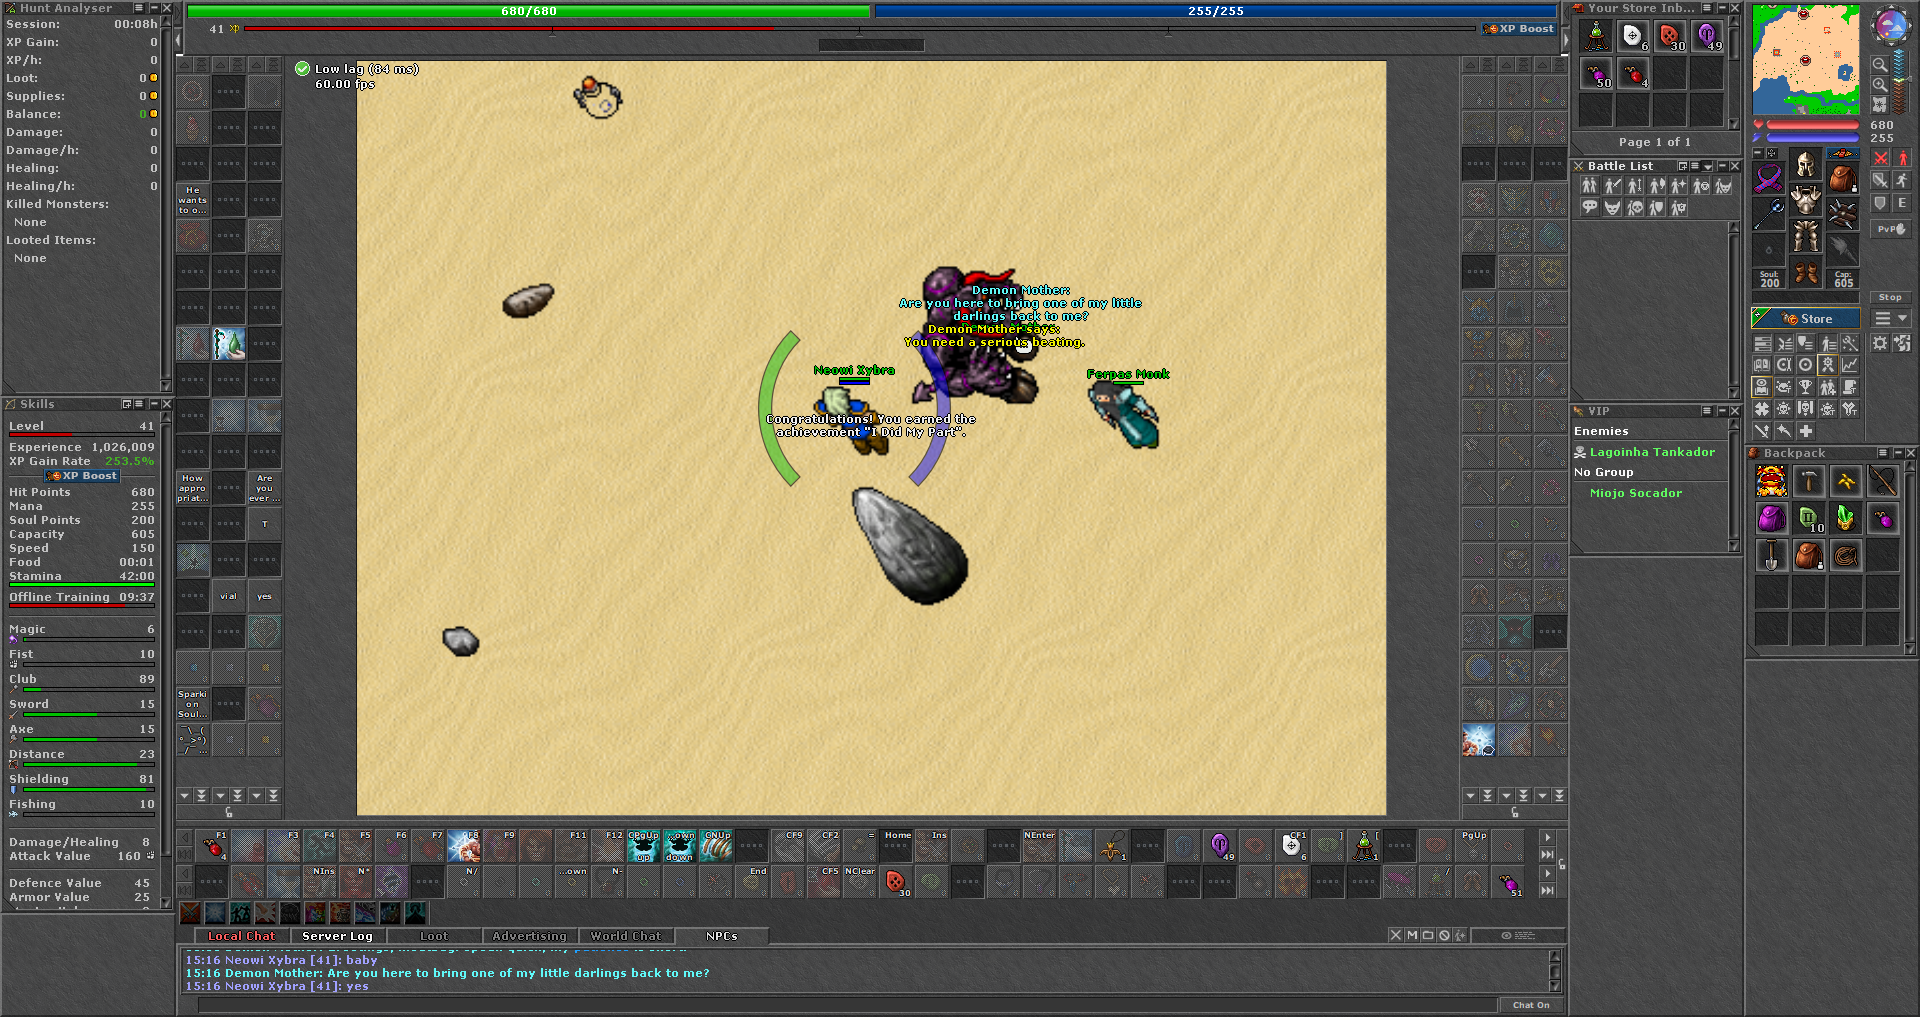 Hunt Analyser
Session: 00:08h
XP Gain: 0
XP/h: 0
Loot: 0
Supplies: 0
Balance: 0
Damage: 0
Damage/h: 0
Healing: 0
Healing/h: 0
Killed Monsters:
None
Looted Items:
None
Skills
Level 41
Experience 1,026,009
XP Gain Rate 253.5%
XP Boost
Hit Points 680
Mana 255
Soul Points 200
Capacity 605
Speed 150
Food 00:01
Stamina 42:00
Offline Training 09:37
Magic 6
Fist 10
Club 89
Sword 15
Axe 15
Distance 23
Shielding 81
Fishing 10
Damage/Healing 8
Attack Value 160
Defence Value 45
Armor Value 25
680/680
255/255
41 XP
XP Boost
He
wants
to o...
How
appro
priat...
Are
you
ever ...
T
vial
yes
Sparki
on
Soul...
Low lag (84 ms)
60.00 fps
Demon Mother:
Are you here to bring one of my little
darlings back to me?
Demon Mother says:
You need a serious beating.
Neowi Xybra
Ferpas Monk
Congratulations! You earned the
achievement "I Did My Part".
Your Store Inb...
6
30
49
50
4
Page 1 of 1
Battle List
VIP
Enemies
Lagoinha Tankador
No Group
Miojo Socador
680
255
E
PvP
Soul:
200
Cap:
605
Stop
Store
Backpack
10
F1
4
F3
F4
F5
F6
F7
F8
F9
F11
F12
CPgUp
up
...own
down
CNUp
CF9
CF2
=
Home
Ins
NEnter
1
49
CF1
6
]
[
1
PgUp
NIns
N*
N/
...own
N-
End
CF5
NClear
30
/
51
Local Chat
Server Log
Loot
Advertising
World Chat
NPCs
15:16 Neowi Xybra [41]: baby
15:16 Demon Mother: Are you here to bring one of my little darlings back to me?
15:16 Neowi Xybra [41]: yes
Chat On